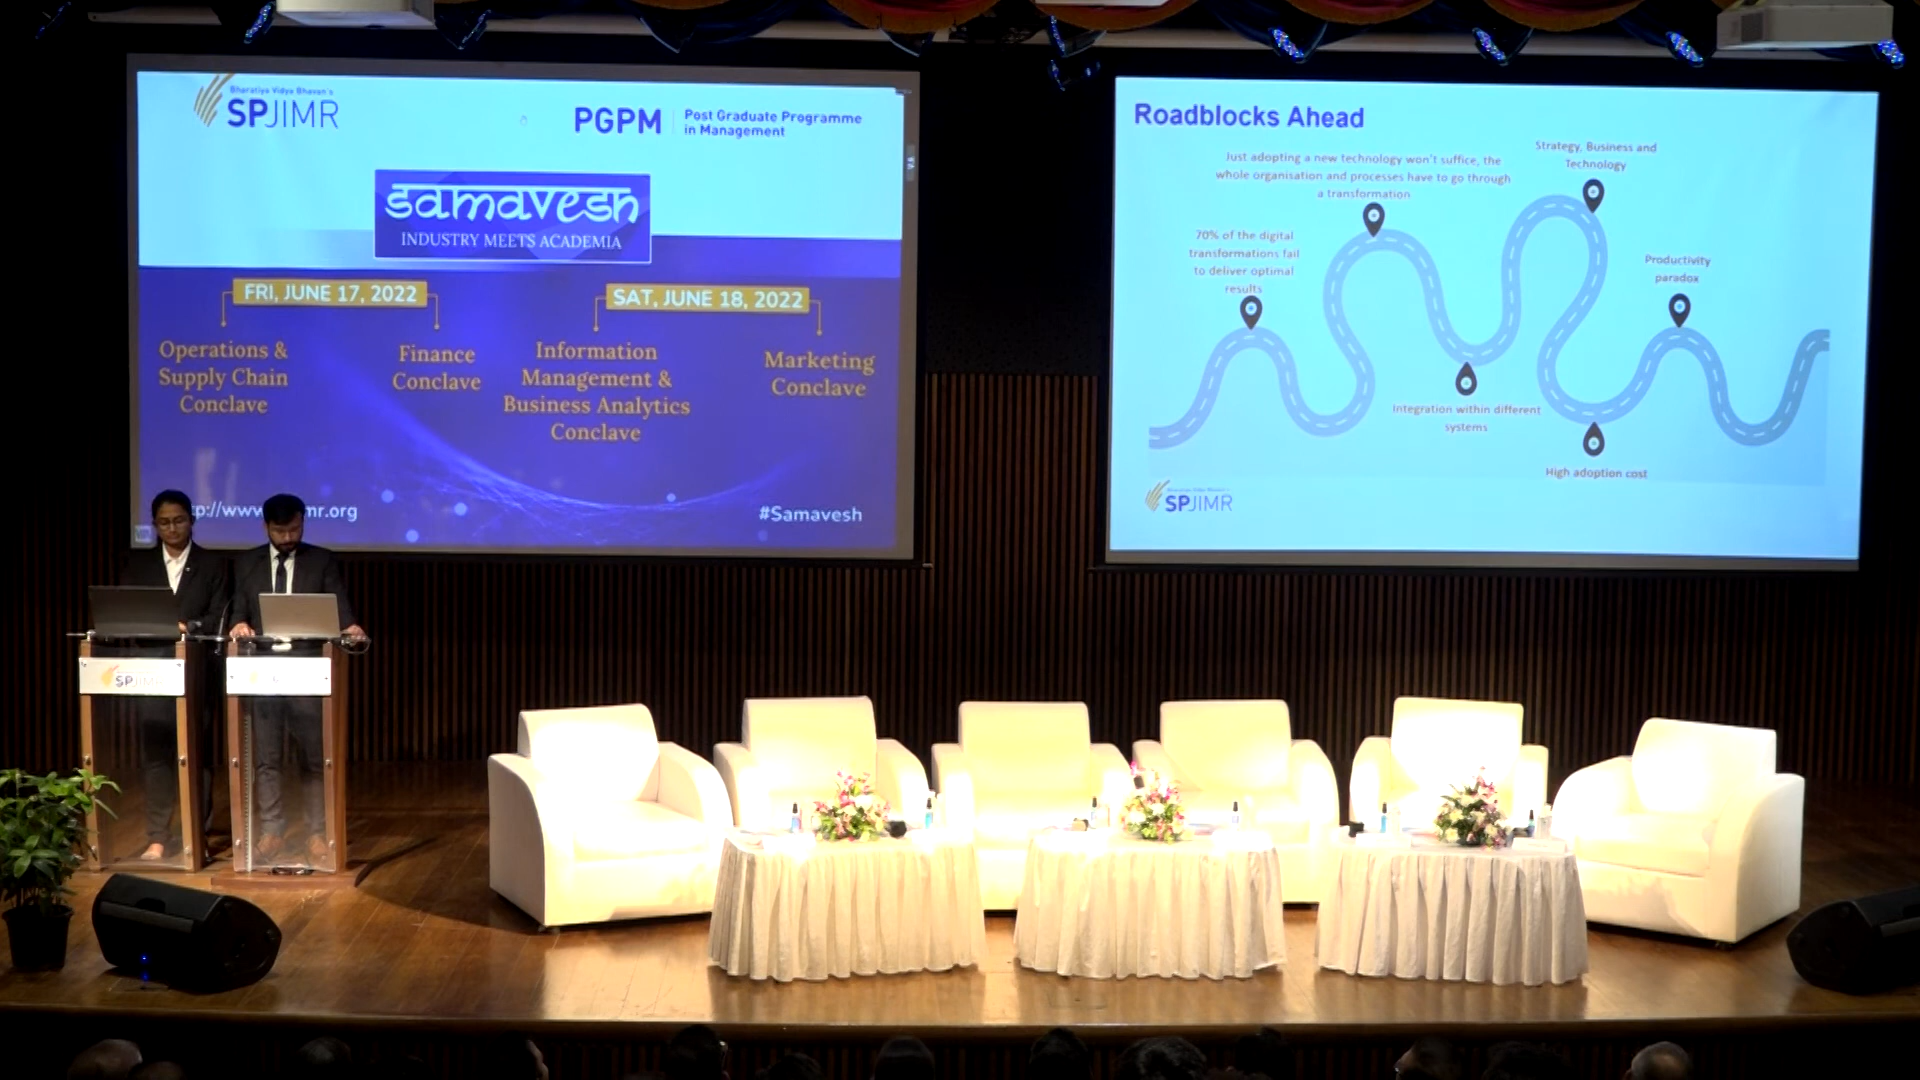 Bharatiya Vidya Bhavan's
SPJIMR
PGPM
Post Graduate Programme
in Management
samavesh
INDUSTRY MEETS ACADEMIA
FRI, JUNE 17, 2022
SAT, JUNE 18, 2022
Operations &
Supply Chain
Conclave
Finance
Conclave
Information
Management &
Business Analytics
Conclave
Marketing
Conclave
#Samavesh
Roadblocks Ahead
70% of the digital
transformations fail
to deliver optimal
results
Just adopting a new technology won't suffice, the
whole organisation and processes have to go through
a transformation
Integration within different
systems
Strategy, Business and
Technology
High adoption cost
Productivity
paradox
SPJIMR
SPJIMR